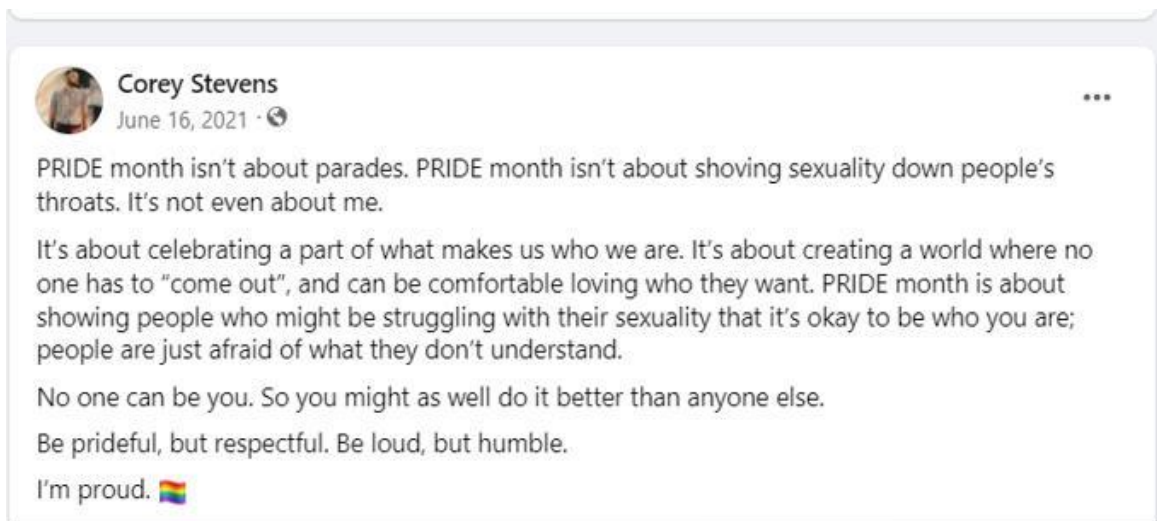 Corey Stevens
June 16, 2021 ·
PRIDE month isn’t about parades. PRIDE month isn’t about shoving sexuality down people’s
throats. It’s not even about me.
It’s about celebrating a part of what makes us who we are. It’s about creating a world where no
one has to “come out”, and can be comfortable loving who they want. PRIDE month is about
showing people who might be struggling with their sexuality that it’s okay to be who you are;
people are just afraid of what they don’t understand.
No one can be you. So you might as well do it better than anyone else.
Be prideful, but respectful. Be loud, but humble.
I’m proud. 🏳️‍🌈